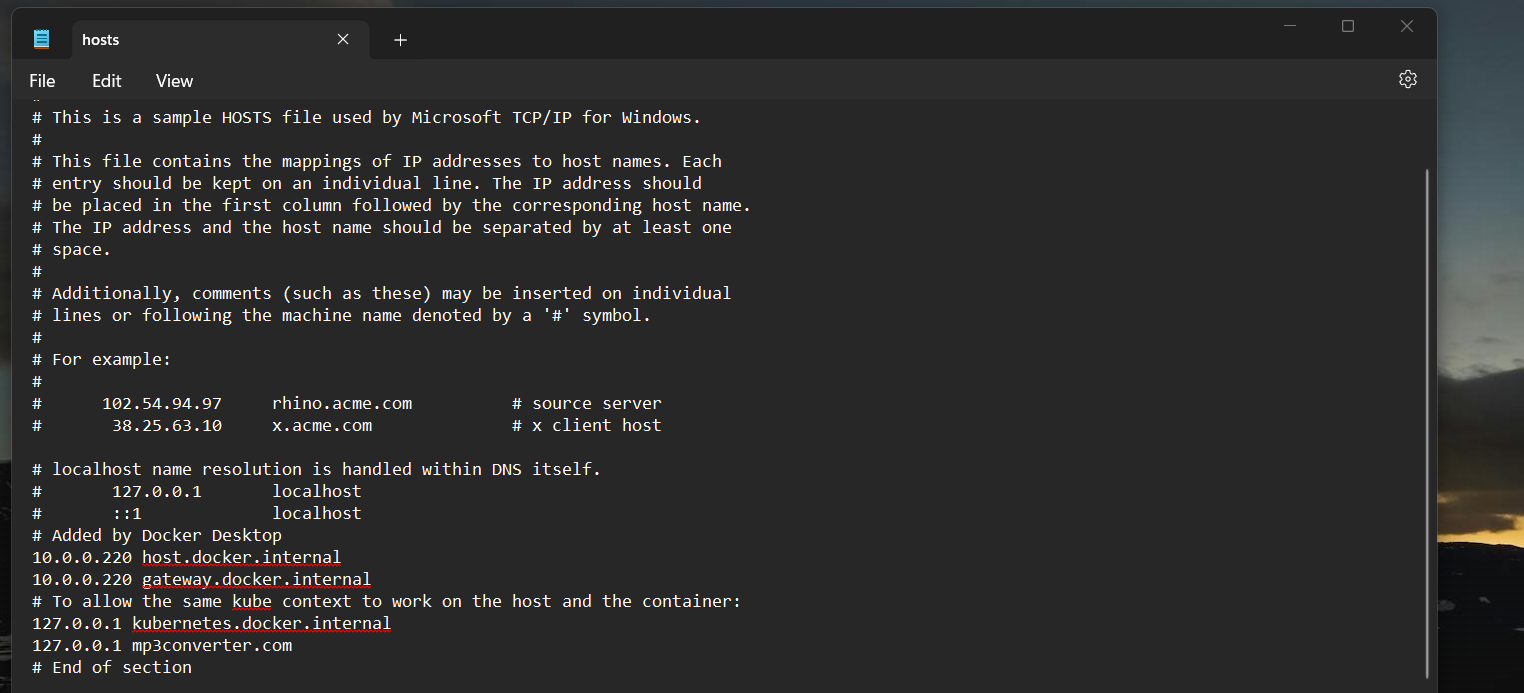 hosts
File Edit View
# This is a sample HOSTS file used by Microsoft TCP/IP for Windows.
#
# This file contains the mappings of IP addresses to host names. Each
# entry should be kept on an individual line. The IP address should
# be placed in the first column followed by the corresponding host name.
# The IP address and the host name should be separated by at least one
# space.
#
# Additionally, comments (such as these) may be inserted on individual
# lines or following the machine name denoted by a '#' symbol.
#
# For example:
#
#      102.54.94.97     rhino.acme.com          # source server
#       38.25.63.10     x.acme.com              # x client host

# localhost name resolution is handled within DNS itself.
#       127.0.0.1       localhost
#       ::1             localhost
# Added by Docker Desktop
10.0.0.220 host.docker.internal
10.0.0.220 gateway.docker.internal
# To allow the same kube context to work on the host and the container:
127.0.0.1 kubernetes.docker.internal
127.0.0.1 mp3converter.com
# End of section